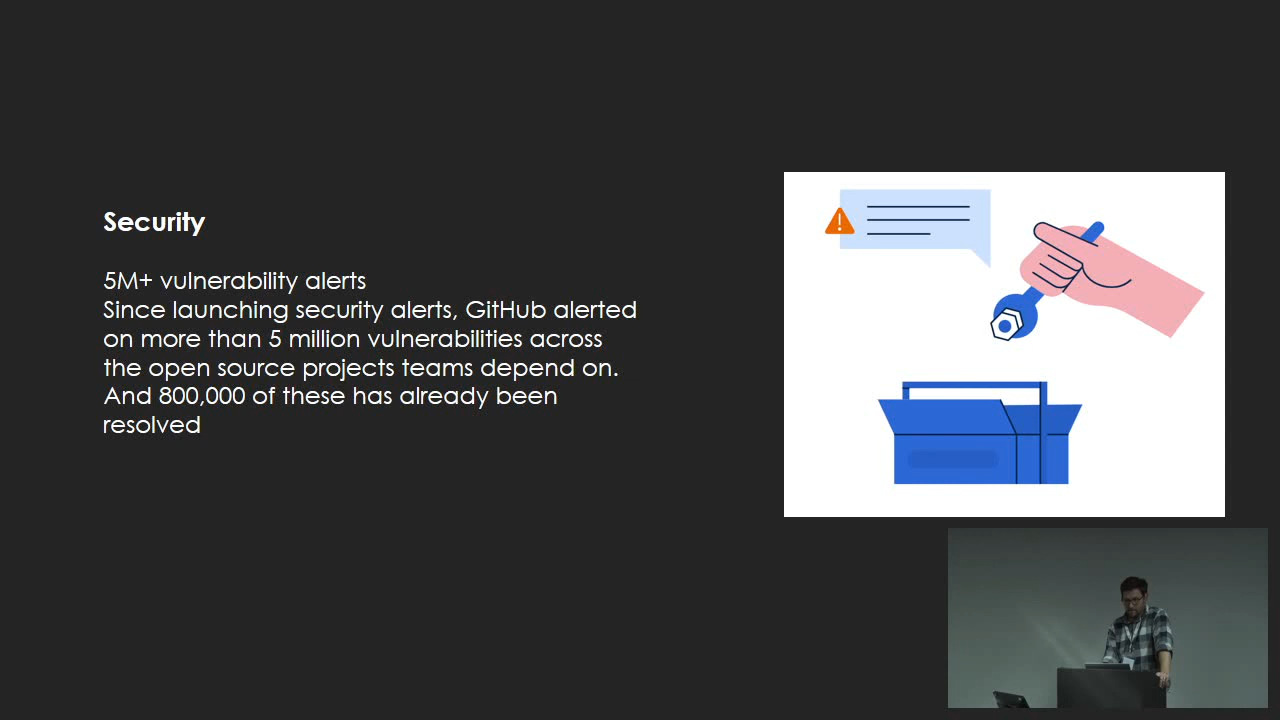 Security
5M+ vulnerability alerts
Since launching security alerts, GitHub alerted
on more than 5 million vulnerabilities across
the open source projects teams depend on.
And 800,000 of these has already been
resolved